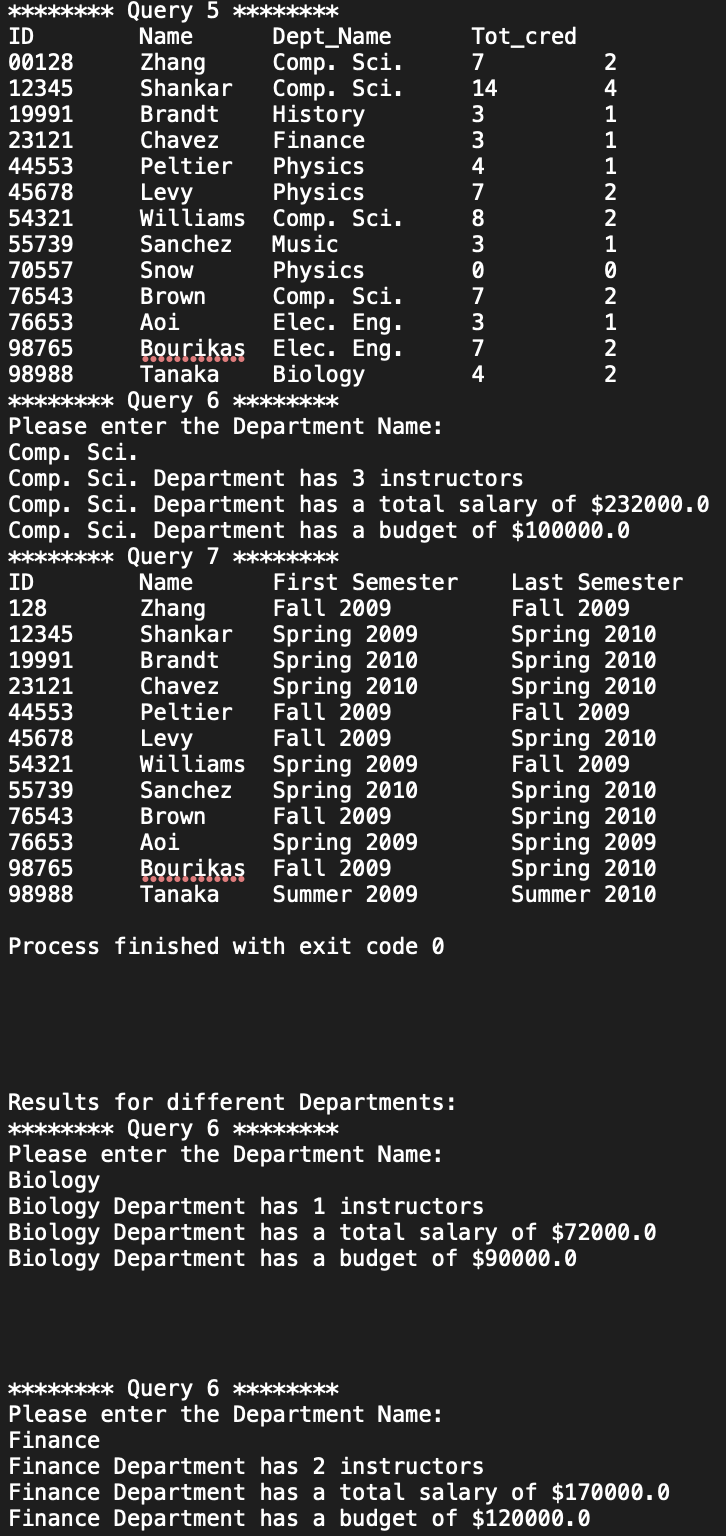 ******** Query 5 ********
ID Name Dept_Name Tot_cred
00128 Zhang Comp. Sci. 7 2
12345 Shankar Comp. Sci. 14 4
19991 Brandt History 3 1
23121 Chavez Finance 3 1
44553 Peltier Physics 4 1
45678 Levy Physics 7 2
54321 Williams Comp. Sci. 8 2
55739 Sanchez Music 3 1
70557 Snow Physics 0 0
76543 Brown Comp. Sci. 7 2
76653 Aoi Elec. Eng. 3 1
98765 Bourikas Elec. Eng. 7 2
98988 Tanaka Biology 4 2
******** Query 6 ********
Please enter the Department Name:
Comp. Sci.
Comp. Sci. Department has 3 instructors
Comp. Sci. Department has a total salary of $232000.0
Comp. Sci. Department has a budget of $100000.0
******** Query 7 ********
ID Name First Semester Last Semester
128 Zhang Fall 2009 Fall 2009
12345 Shankar Spring 2009 Spring 2010
19991 Brandt Spring 2010 Spring 2010
23121 Chavez Spring 2010 Spring 2010
44553 Peltier Fall 2009 Fall 2009
45678 Levy Fall 2009 Spring 2010
54321 Williams Spring 2009 Fall 2009
55739 Sanchez Spring 2010 Spring 2010
76543 Brown Fall 2009 Spring 2010
76653 Aoi Spring 2009 Spring 2009
98765 Bourikas Fall 2009 Spring 2010
98988 Tanaka Summer 2009 Summer 2010
Process finished with exit code 0
Results for different Departments:
******** Query 6 ********
Please enter the Department Name:
Biology
Biology Department has 1 instructors
Biology Department has a total salary of $72000.0
Biology Department has a budget of $90000.0
******** Query 6 ********
Please enter the Department Name:
Finance
Finance Department has 2 instructors
Finance Department has a total salary of $170000.0
Finance Department has a budget of $120000.0